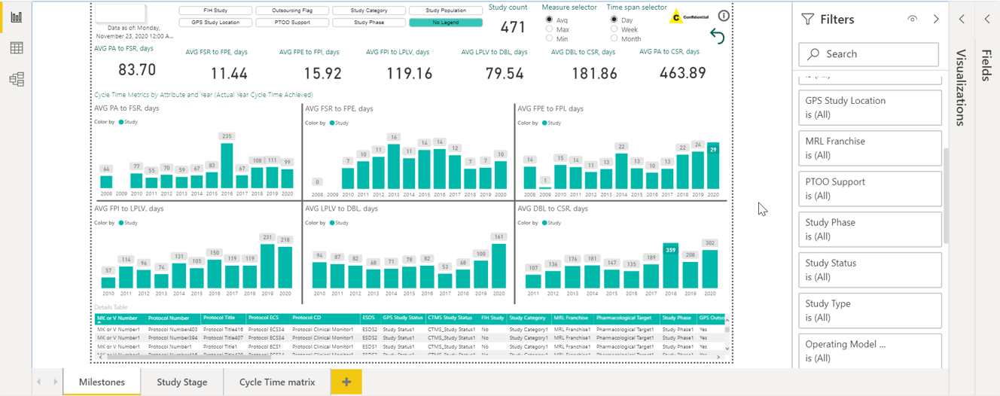 FIH Study
Outsourcing Flag
Study Category
Study Population
GPS Study Location
PTOO Support
Study Phase
No Legend
Data as of: Monday,
November 23, 2020 12:00 A...
Study count
471
Measure selector
Avg
Max
Min
Time span selector
Day
Week
Month
C
Confidential
AVG PA to FSR, days
83.70
AVG FSR to FPE, days
11.44
AVG FPE to FPI, days
15.92
AVG FPI to LPLV, days
119.16
AVG LPLV to DBL, days
79.54
AVG DBL to CSR, days
181.86
AVG PA to CSR, days
463.89
Cycle Time Metrics by Attribute and Year (Actual Year Cycle Time Achieved)
AVG PA to FSR, days
Color by Study
64 77 55 70 59 67 83 235 67 108 111 99
2008 2009 2010 2011 2012 2013 2014 2015 2016 2017 2018 2019 2020
AVG FSR to FPE, days
Color by Study
0 7 10 11 16 11 14 14 12 7 7 10
2008 2009 2010 2011 2012 2013 2014 2015 2016 2017 2018 2019 2020
AVG FPE to FPI, days
Color by Study
14 1 15 14 11 13 22 13 10 13 22 24 29
2008 2009 2010 2011 2012 2013 2014 2015 2016 2017 2018 2019 2020
AVG FPI to LPLV, days
Color by Study
57 114 96 74 131 105 150 119 119 231 218
2010 2011 2012 2013 2014 2015 2016 2017 2018 2019 2020
AVG LPLV to DBL, days
Color by Study
94 87 82 68 71 78 82 53 68 100 161
2010 2011 2012 2013 2014 2015 2016 2017 2018 2019 2020
AVG DBL to CSR, days
Color by Study
107 136 176 181 147 135 189 359 208 302
2011 2012 2013 2014 2015 2016 2017 2018 2019 2020
Details Table
MK or V Number Protocol Number Protocol Title Protocol ECS Protocol CD ESDS GPS Study Status CTMS Study Status FIH Study Study Category MRL Franchise Pharmacological Target Study Phase GPS Outso
MK or V Number1 Protocol Number403 Protocol Title416 Protocol ECS34 Protocol Clinical Monitor1 ESDS2 Study Status1 CTMS_Study Status1 No Study Category1 MRL Franchise1 Pharmacological Target1 Study Phase1 Yes
MK or V Number1 Protocol Number394 Protocol Title407 Protocol ECS34 Protocol Clinical Monitor1 ESDS2 Study Status1 CTMS_Study Status1 No Study Category1 MRL Franchise1 Pharmacological Target1 Study Phase1 Yes
MK or V Number1 Protocol Number1 Protocol Title1 Protocol ECS1 Protocol Clinical Monitor1 ESDS1 Study Status1 CTMS_Study Status1 No Study Category1 MRL Franchise1 Pharmacological Target1 Study Phase1 Yes
Milestones
Study Stage
Cycle Time matrix
+
Filters
Search
GPS Study Location
is (All)
MRL Franchise
is (All)
PTOO Support
is (All)
Study Phase
is (All)
Study Status
is (All)
Study Type
is (All)
Operating Model ...
is (All)
Visualizations
Fields